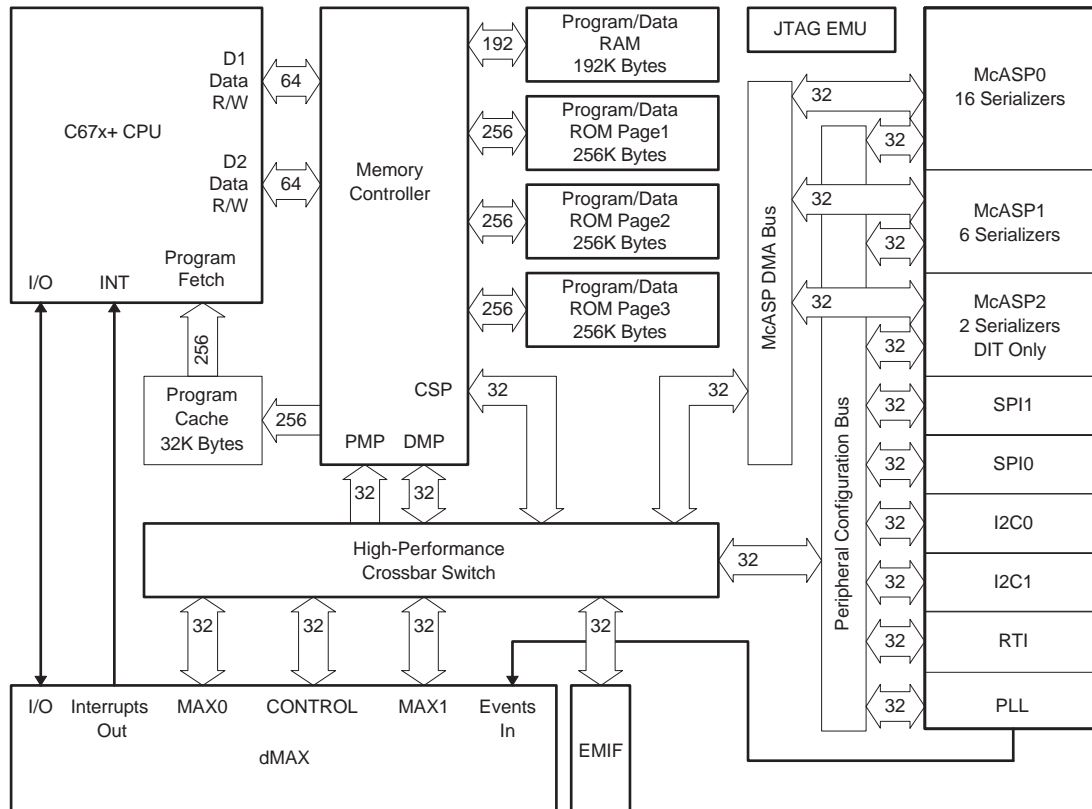 D1
Data
R/W
C67x+ CPU
D2
Data
R/W
Program
Fetch
I/O
INT
64
64
256
Program
Cache
32K Bytes
256
Memory
Controller
CSP
PMP
DMP
192
Program/Data
RAM
192K Bytes
256
Program/Data
ROM Page1
256K Bytes
256
Program/Data
ROM Page2
256K Bytes
256
Program/Data
ROM Page3
256K Bytes
32
32
32
32
JTAG EMU
McASP DMA Bus
Peripheral Configuration Bus
32
32
McASP0
16 Serializers
32
32
McASP1
6 Serializers
32
32
McASP2
2 Serializers
DIT Only
32
SPI1
32
SPI0
32
I2C0
32
I2C1
32
RTI
32
PLL
High-Performance
Crossbar Switch
32
32
32
32
32
I/O
Interrupts
Out
MAX0
CONTROL
MAX1
Events
In
dMAX
EMIF